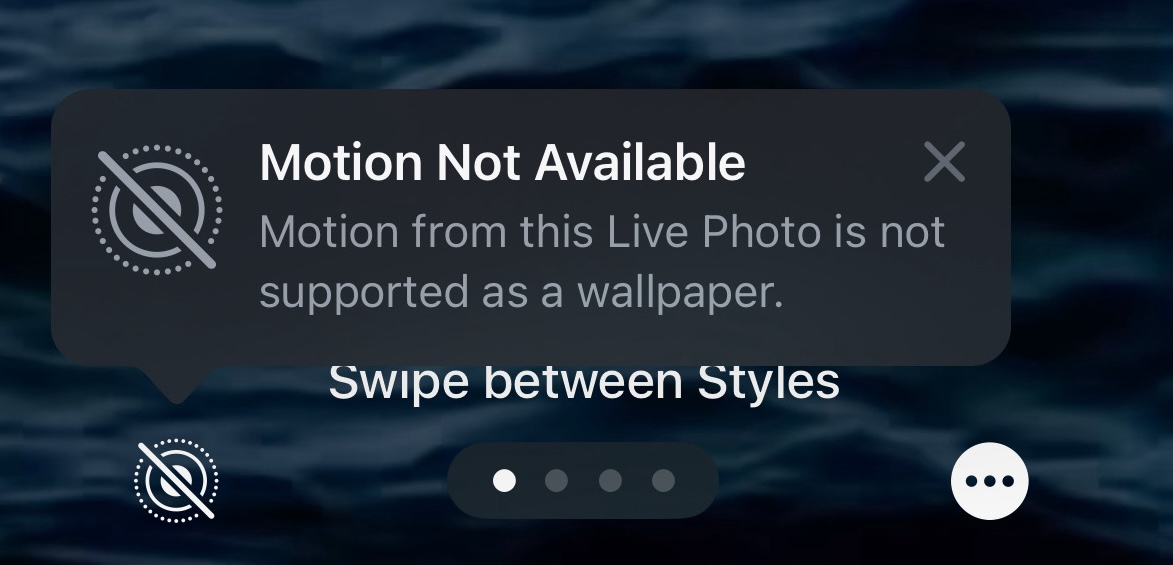 Motion Not Available
Motion from this Live Photo is not
supported as a wallpaper.
Swipe between Styles